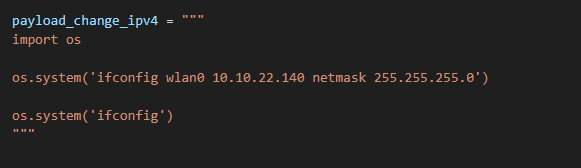 payload_change_ipv4 = """
import os
os.system('ifconfig wlan0 10.10.22.140 netmask 255.255.255.0')
os.system('ifconfig')
"""